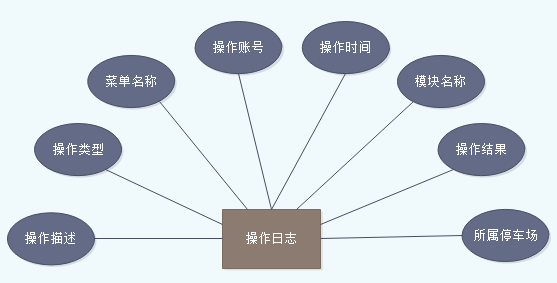 操作账号
操作时间
菜单名称
模块名称
操作类型
操作结果
操作描述
操作日志
所属停车场